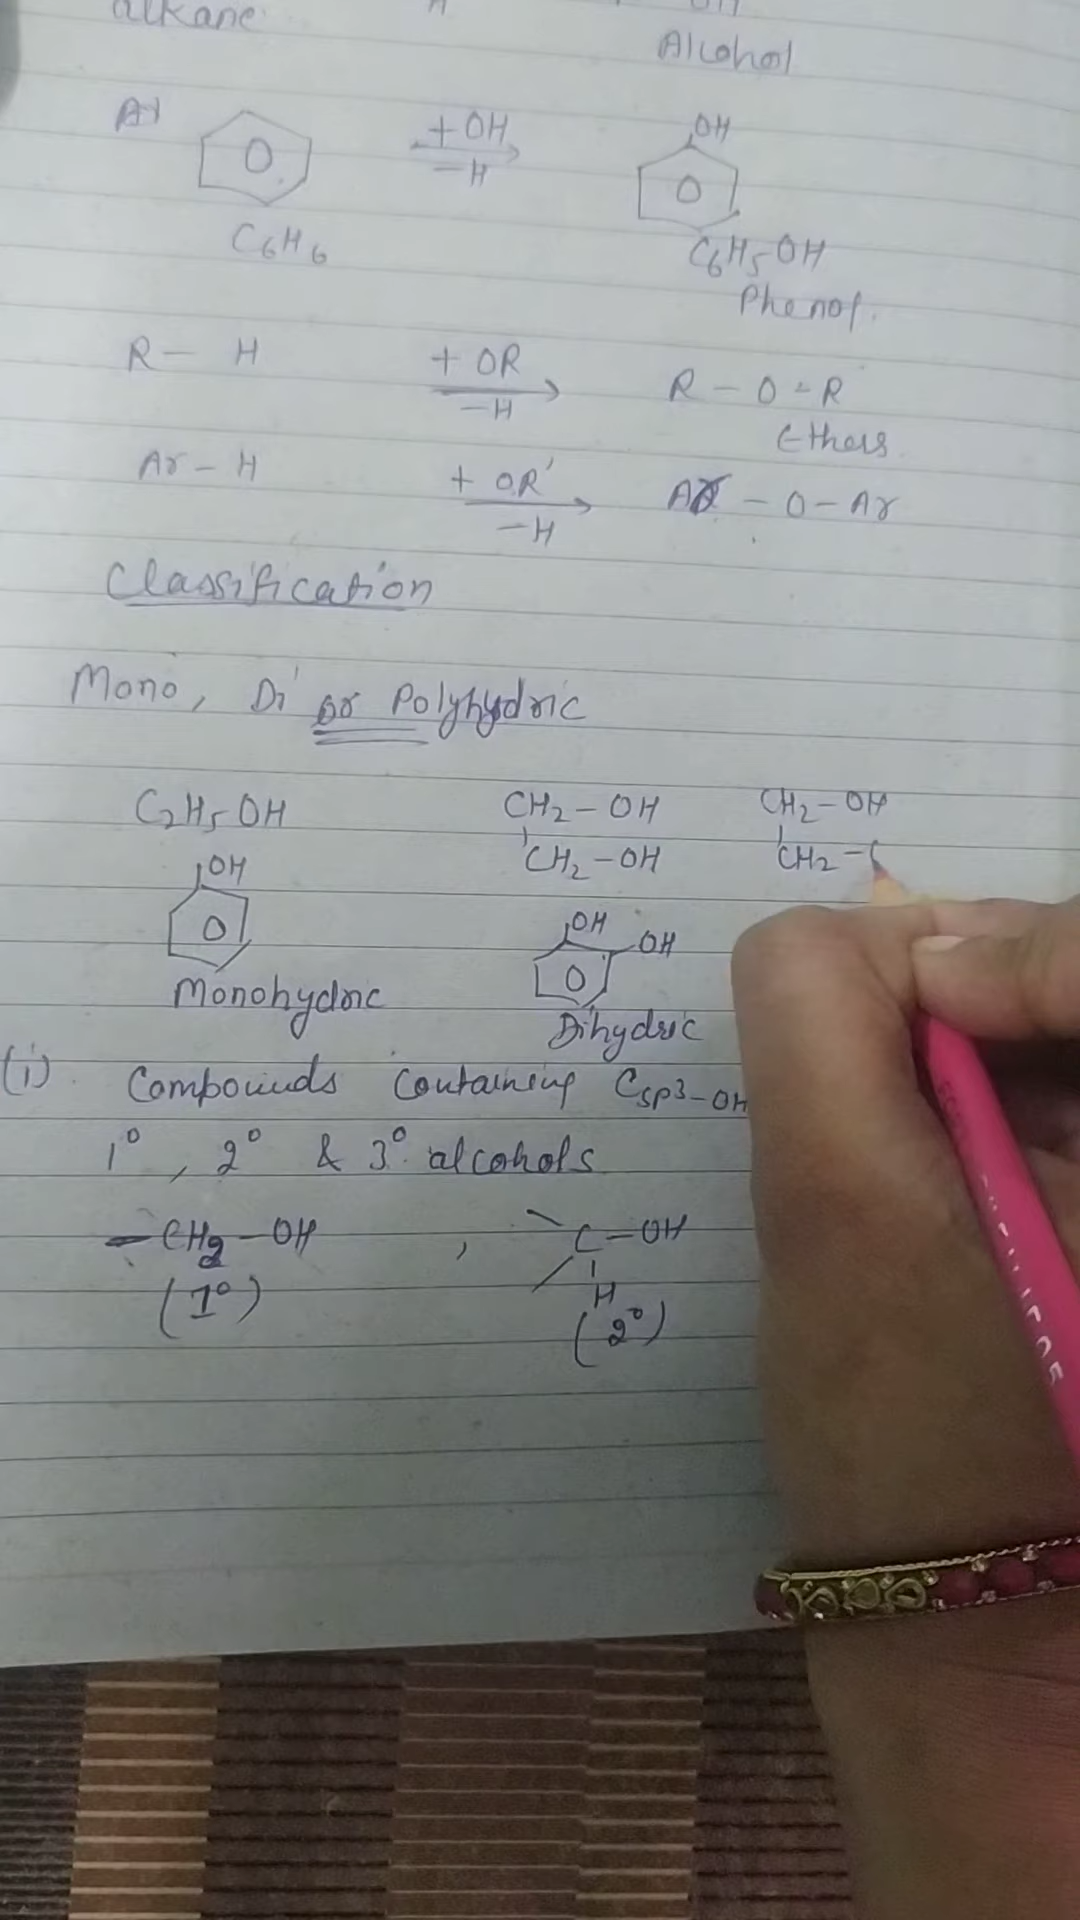 alkane
Alcohol
Ar + OH OH
O - H O
C6H6 C6H5OH
Phenol.
R - H + OR R - O - R
- H Ethers
Ar - H + OR' Ar - O - Ar
- H
Classification
Mono, Di or Polyhydric
C2H5OH CH2 - OH CH2 - OH
OH CH2 - OH CH2 -
O OH OH
Monohydric O
Dihydric
(i) Compounds containing Csp3-OH
1°, 2° & 3° alcohols
- CH2 - OH , C - OH
(1°) H
(2°)